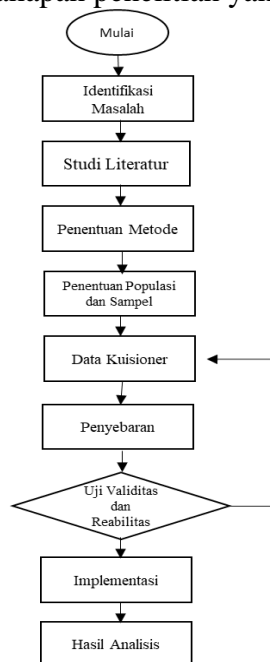 penelitian
Mulai
Identifikasi
Masalah
Studi Literatur
Penentuan Metode
Penentuan Populasi
dan Sampel
Data Kuisioner
Penyebaran
Uji Validitas
dan
Reabilitas
Implementasi
Hasil Analisis